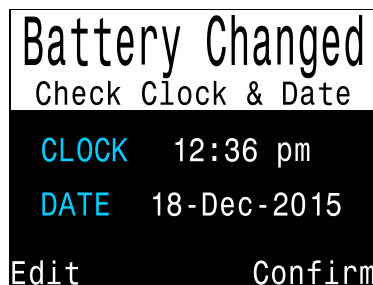 Battery Changed
Check Clock & Date
CLOCK 12:36 pm
DATE 18-Dec-2015
Edit Confirm